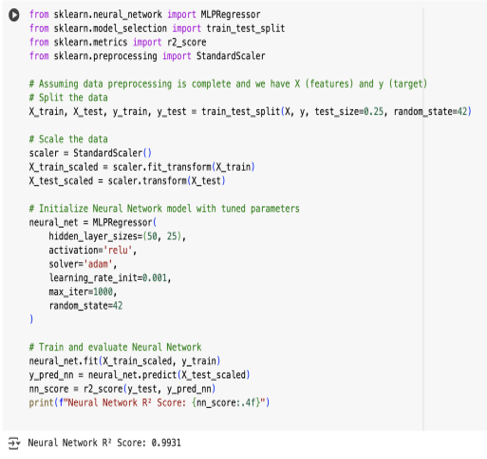 from sklearn.neural_network import MLPRegressor
from sklearn.model_selection import train_test_split
from sklearn.metrics import r2_score
from sklearn.preprocessing import StandardScaler
# Assuming data preprocessing is complete and we have X (features) and y (target)
# Split the data
X_train, X_test, y_train, y_test = train_test_split(X, y, test_size=0.25, random_state=42)
# Scale the data
scaler = StandardScaler()
X_train_scaled = scaler.fit_transform(X_train)
X_test_scaled = scaler.transform(X_test)
# Initialize Neural Network model with tuned parameters
neural_net = MLPRegressor(
    hidden_layer_sizes=(50, 25),
    activation='relu',
    solver='adam',
    learning_rate_init=0.001,
    max_iter=1000,
    random_state=42
)
# Train and evaluate Neural Network
neural_net.fit(X_train_scaled, y_train)
y_pred_nn = neural_net.predict(X_test_scaled)
nn_score = r2_score(y_test, y_pred_nn)
print(f"Neural Network R² Score: {nn_score:.4f}")
Neural Network R² Score: 0.9931